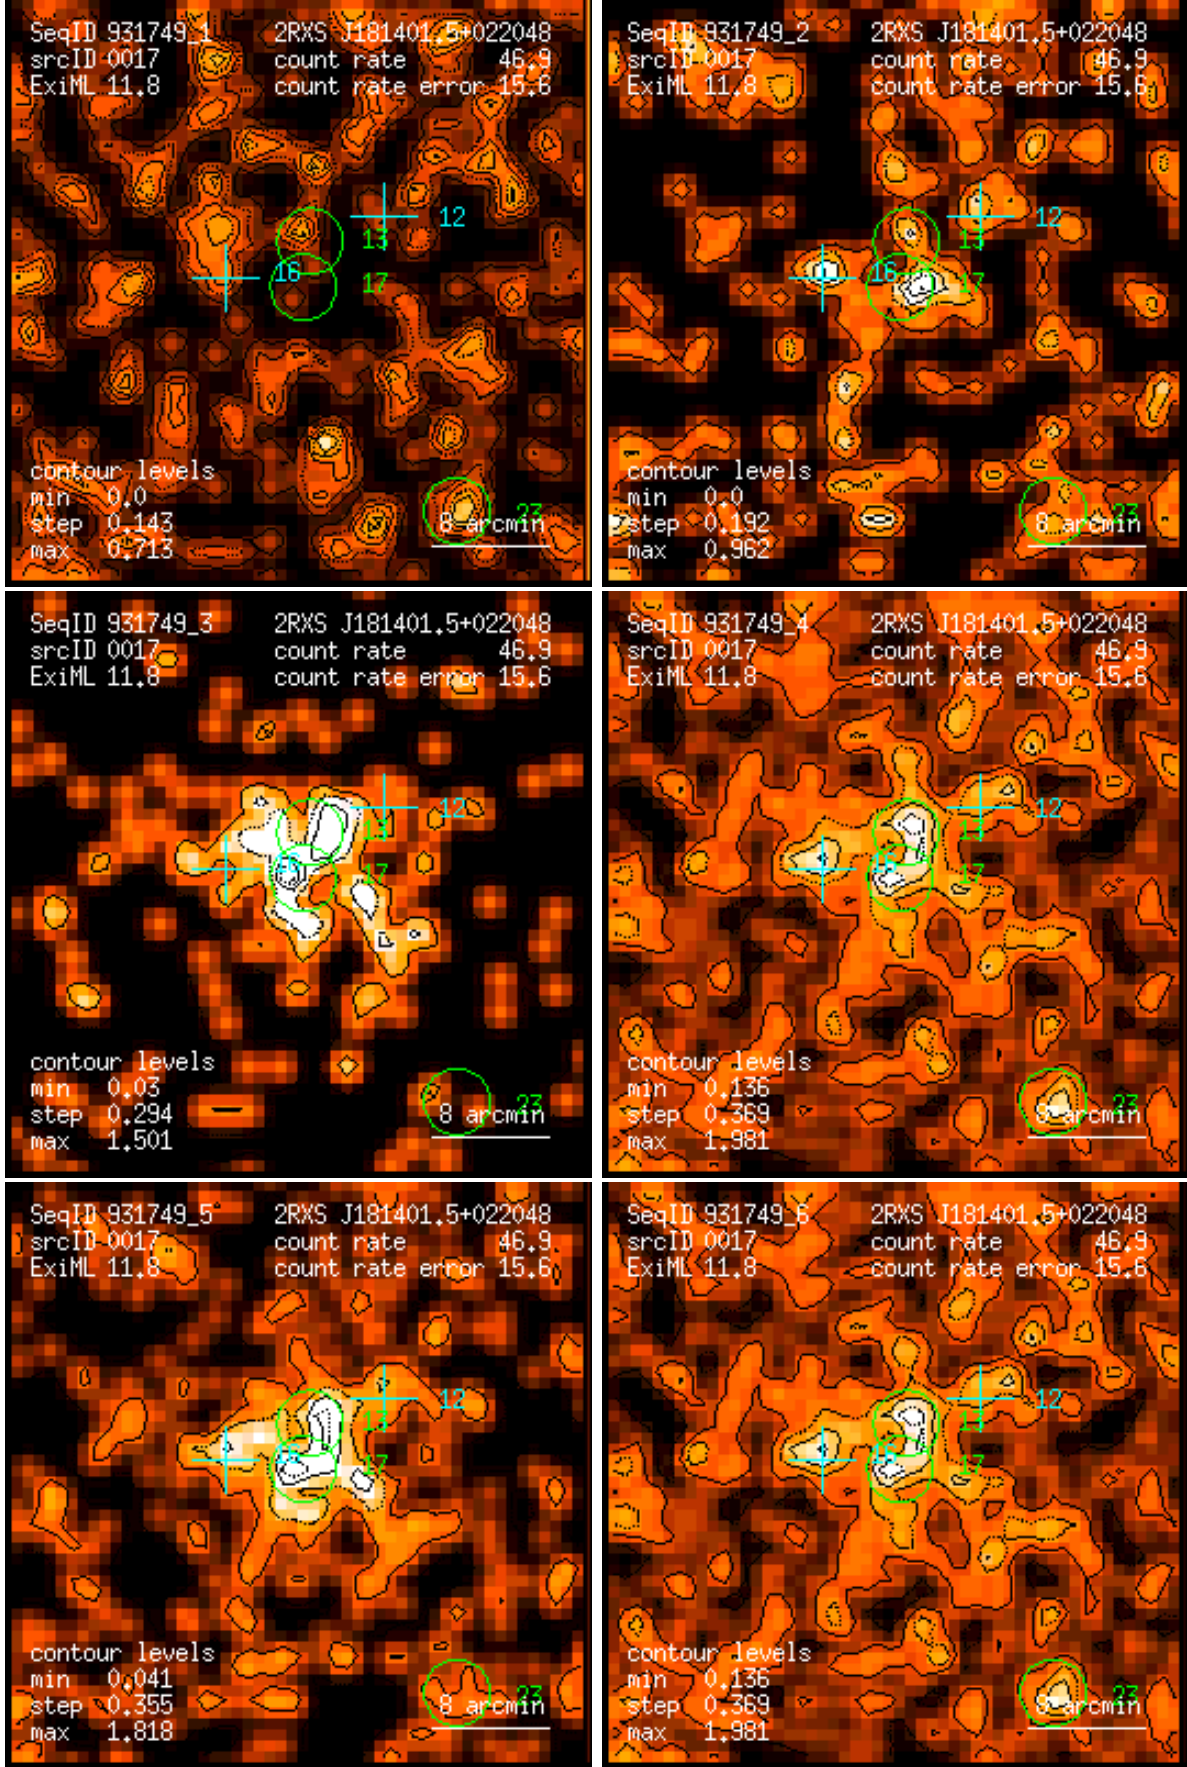 SeqID 931749_1 2RXS J181401.5+022048
srcID 0017 count rate 46.9
ExiML 11.8 count rate error 15.6
12
13
16
17
contour levels
min 0.0
step 0.143
max 0.713
23
8 arcmin
SeqID 931749_2 2RXS J181401.5+022048
srcID 0017 count rate 46.9
ExiML 11.8 count rate error 15.6
12
13
16
17
contour levels
min 0.0
step 0.192
max 0.962
23
8 arcmin
SeqID 931749_3 2RXS J181401.5+022048
srcID 0017 count rate 46.9
ExiML 11.8 count rate error 15.6
12
13
16
17
contour levels
min 0.03
step 0.294
max 1.501
23
8 arcmin
SeqID 931749_4 2RXS J181401.5+022048
srcID 0017 count rate 46.9
ExiML 11.8 count rate error 15.6
12
13
16
17
contour levels
min 0.136
step 0.369
max 1.981
23
8 arcmin
SeqID 931749_5 2RXS J181401.5+022048
srcID 0017 count rate 46.9
ExiML 11.8 count rate error 15.6
12
13
16
17
contour levels
min 0.041
step 0.355
max 1.818
23
8 arcmin
SeqID 931749_6 2RXS J181401.5+022048
srcID 0017 count rate 46.9
ExiML 11.8 count rate error 15.6
12
13
16
17
contour levels
min 0.136
step 0.369
max 1.981
23
8 arcmin